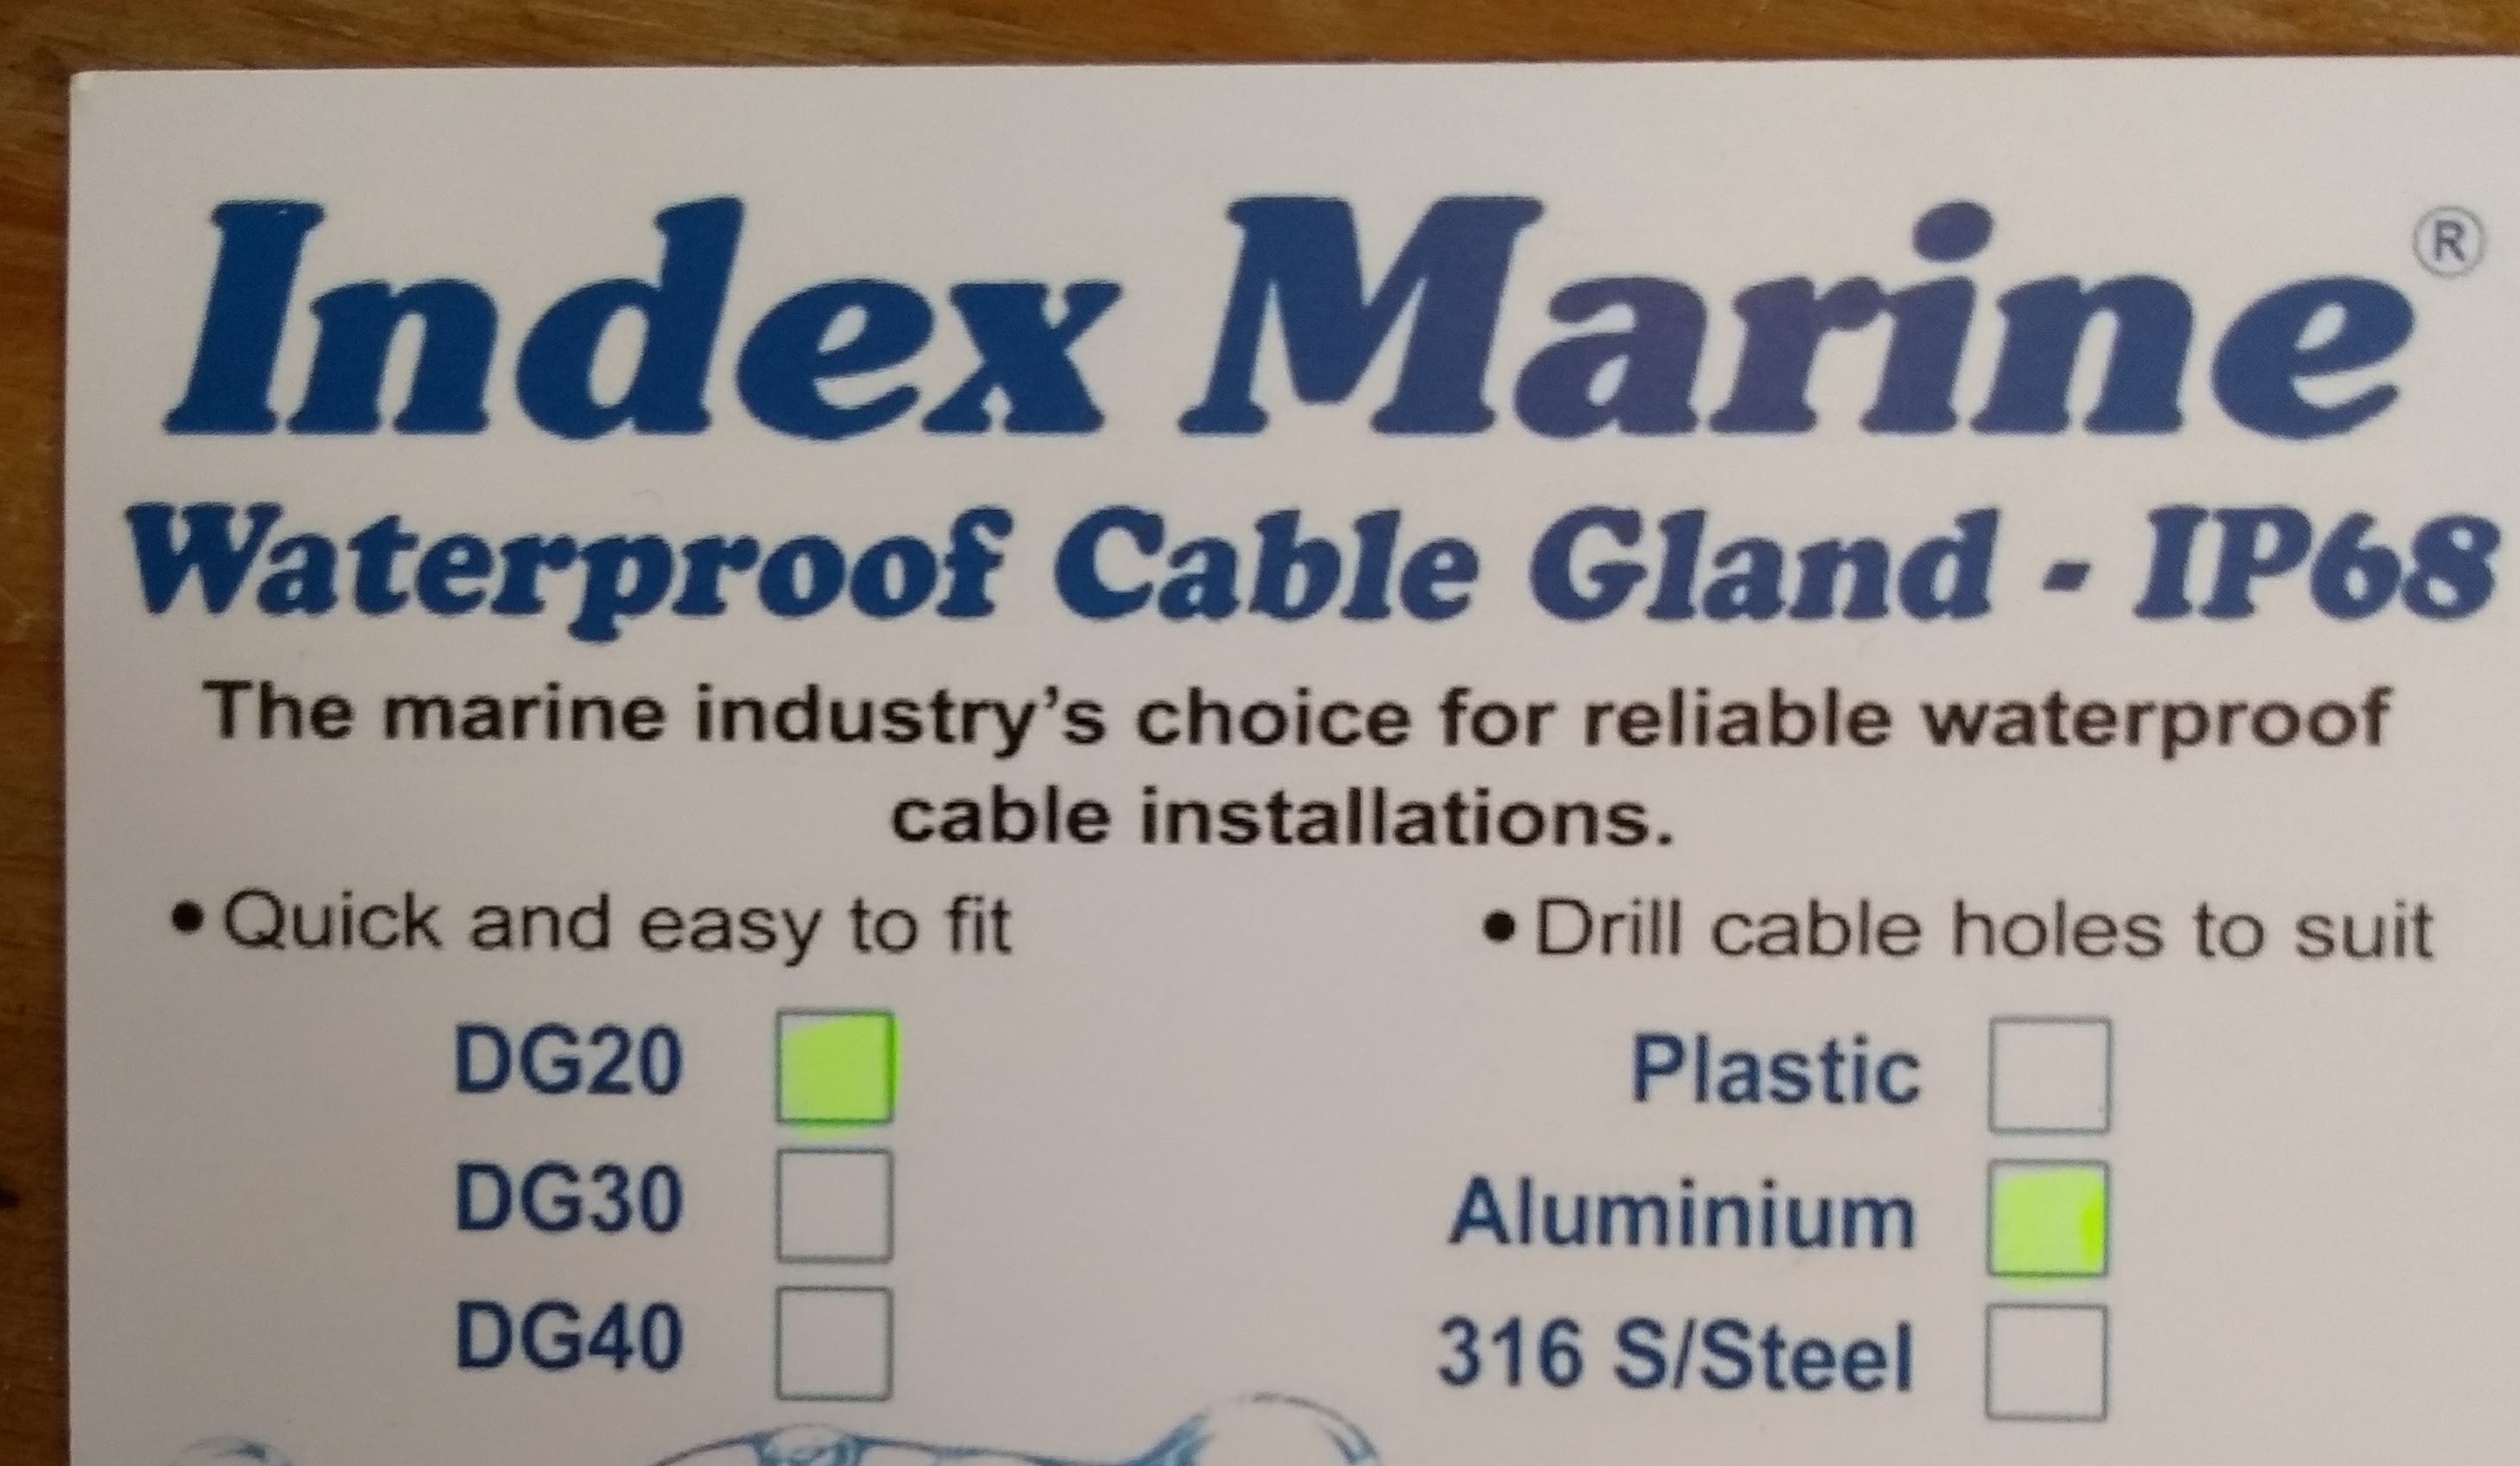 Index Marine®
Waterproof Cable Gland - IP68
The marine industry's choice for reliable waterproof
cable installations.
• Quick and easy to fit
• Drill cable holes to suit
DG20
DG30
DG40
Plastic
Aluminium
316 S/Steel